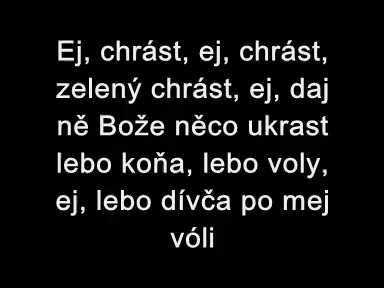 Ej, chrást, ej, chrást,
zelený chrást, ej, daj
ně Bože něco ukrast
lebo koňa, lebo voly,
ej, lebo dívča po mej
vóli